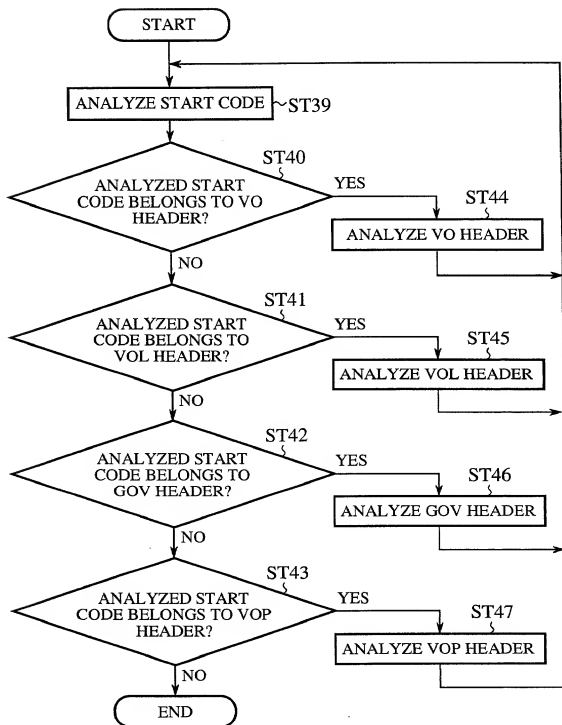 START
ANALYZE START CODE
ST39
ST40
ANALYZED START
CODE BELONGS TO VO
HEADER?
YES
ST44
ANALYZE VO HEADER
NO
ST41
ANALYZED START
CODE BELONGS TO
VOL HEADER?
YES
ST45
ANALYZE VOL HEADER
NO
ST42
ANALYZED START
CODE BELONGS TO
GOV HEADER?
YES
ST46
ANALYZE GOV HEADER
NO
ST43
ANALYZED START
CODE BELONGS TO VOP
HEADER?
YES
ST47
ANALYZE VOP HEADER
NO
END